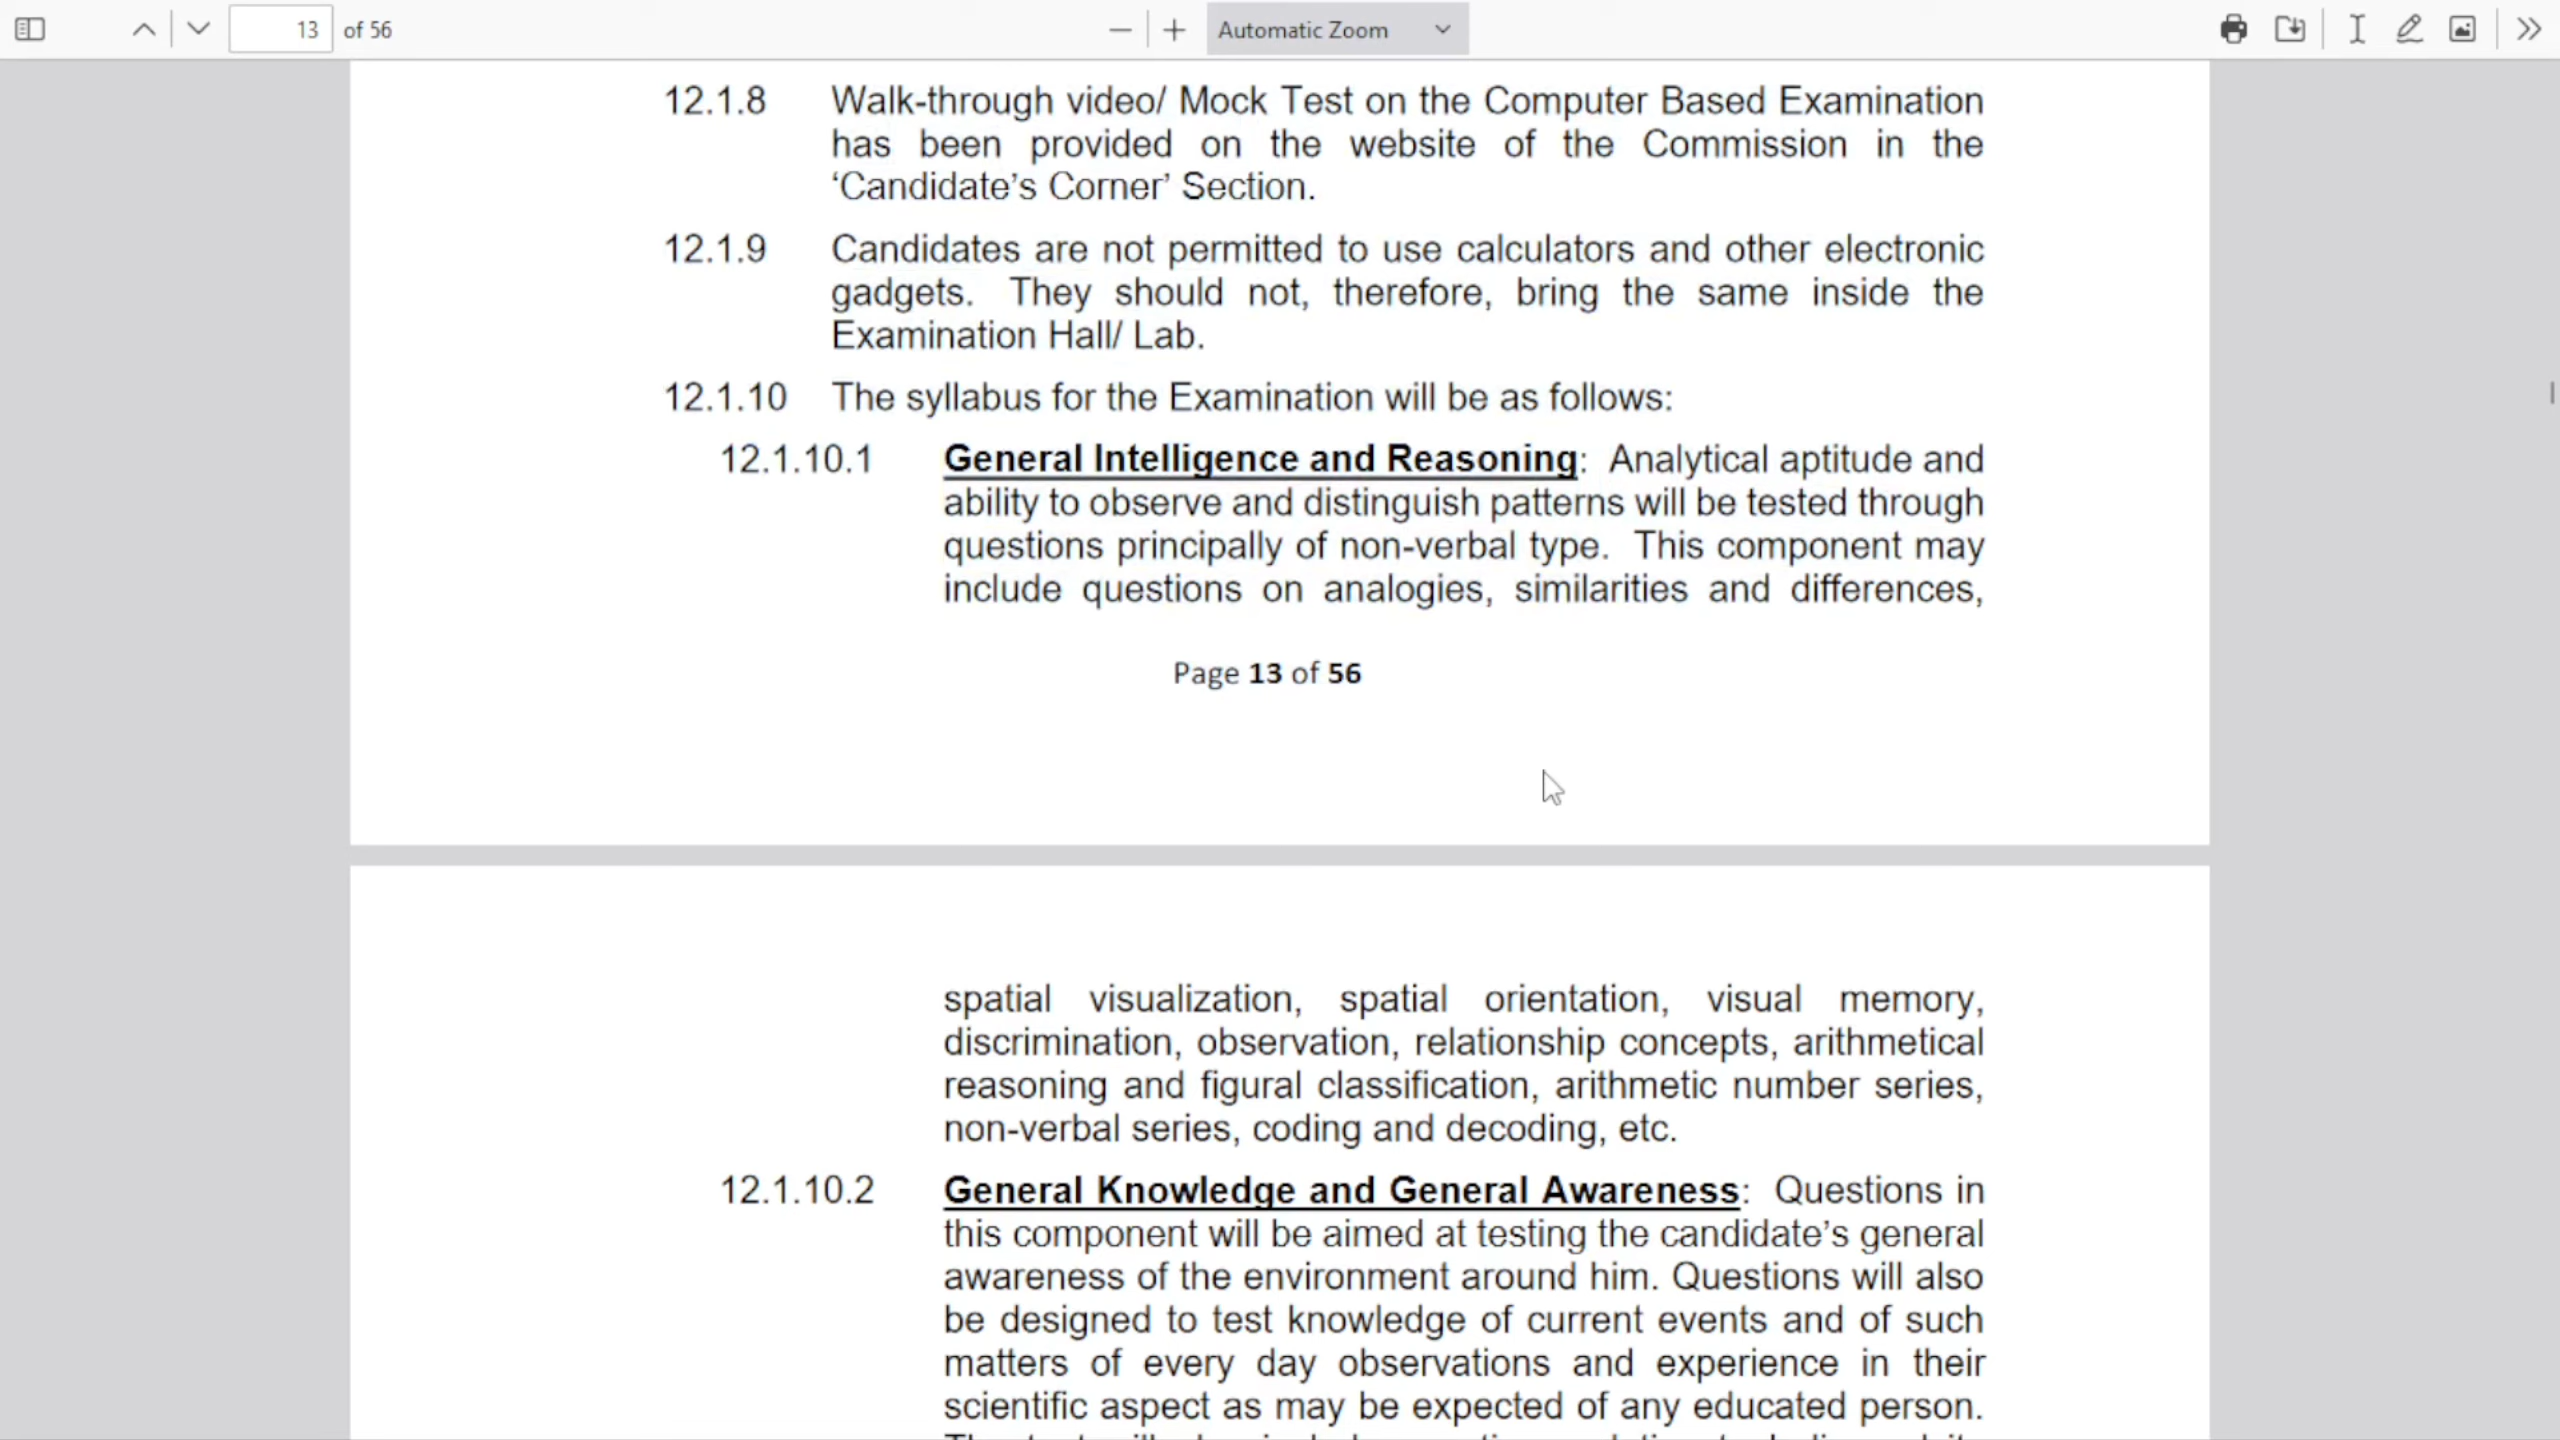 13 of 56
Automatic Zoom
12.1.8 Walk-through video/ Mock Test on the Computer Based Examination
has been provided on the website of the Commission in the
‘Candidate’s Corner’ Section.
12.1.9 Candidates are not permitted to use calculators and other electronic
gadgets. They should not, therefore, bring the same inside the
Examination Hall/ Lab.
12.1.10 The syllabus for the Examination will be as follows:
12.1.10.1 General Intelligence and Reasoning: Analytical aptitude and
ability to observe and distinguish patterns will be tested through
questions principally of non-verbal type. This component may
include questions on analogies, similarities and differences,
Page 13 of 56
spatial visualization, spatial orientation, visual memory,
discrimination, observation, relationship concepts, arithmetical
reasoning and figural classification, arithmetic number series,
non-verbal series, coding and decoding, etc.
12.1.10.2 General Knowledge and General Awareness: Questions in
this component will be aimed at testing the candidate’s general
awareness of the environment around him. Questions will also
be designed to test knowledge of current events and of such
matters of every day observations and experience in their
scientific aspect as may be expected of any educated person.